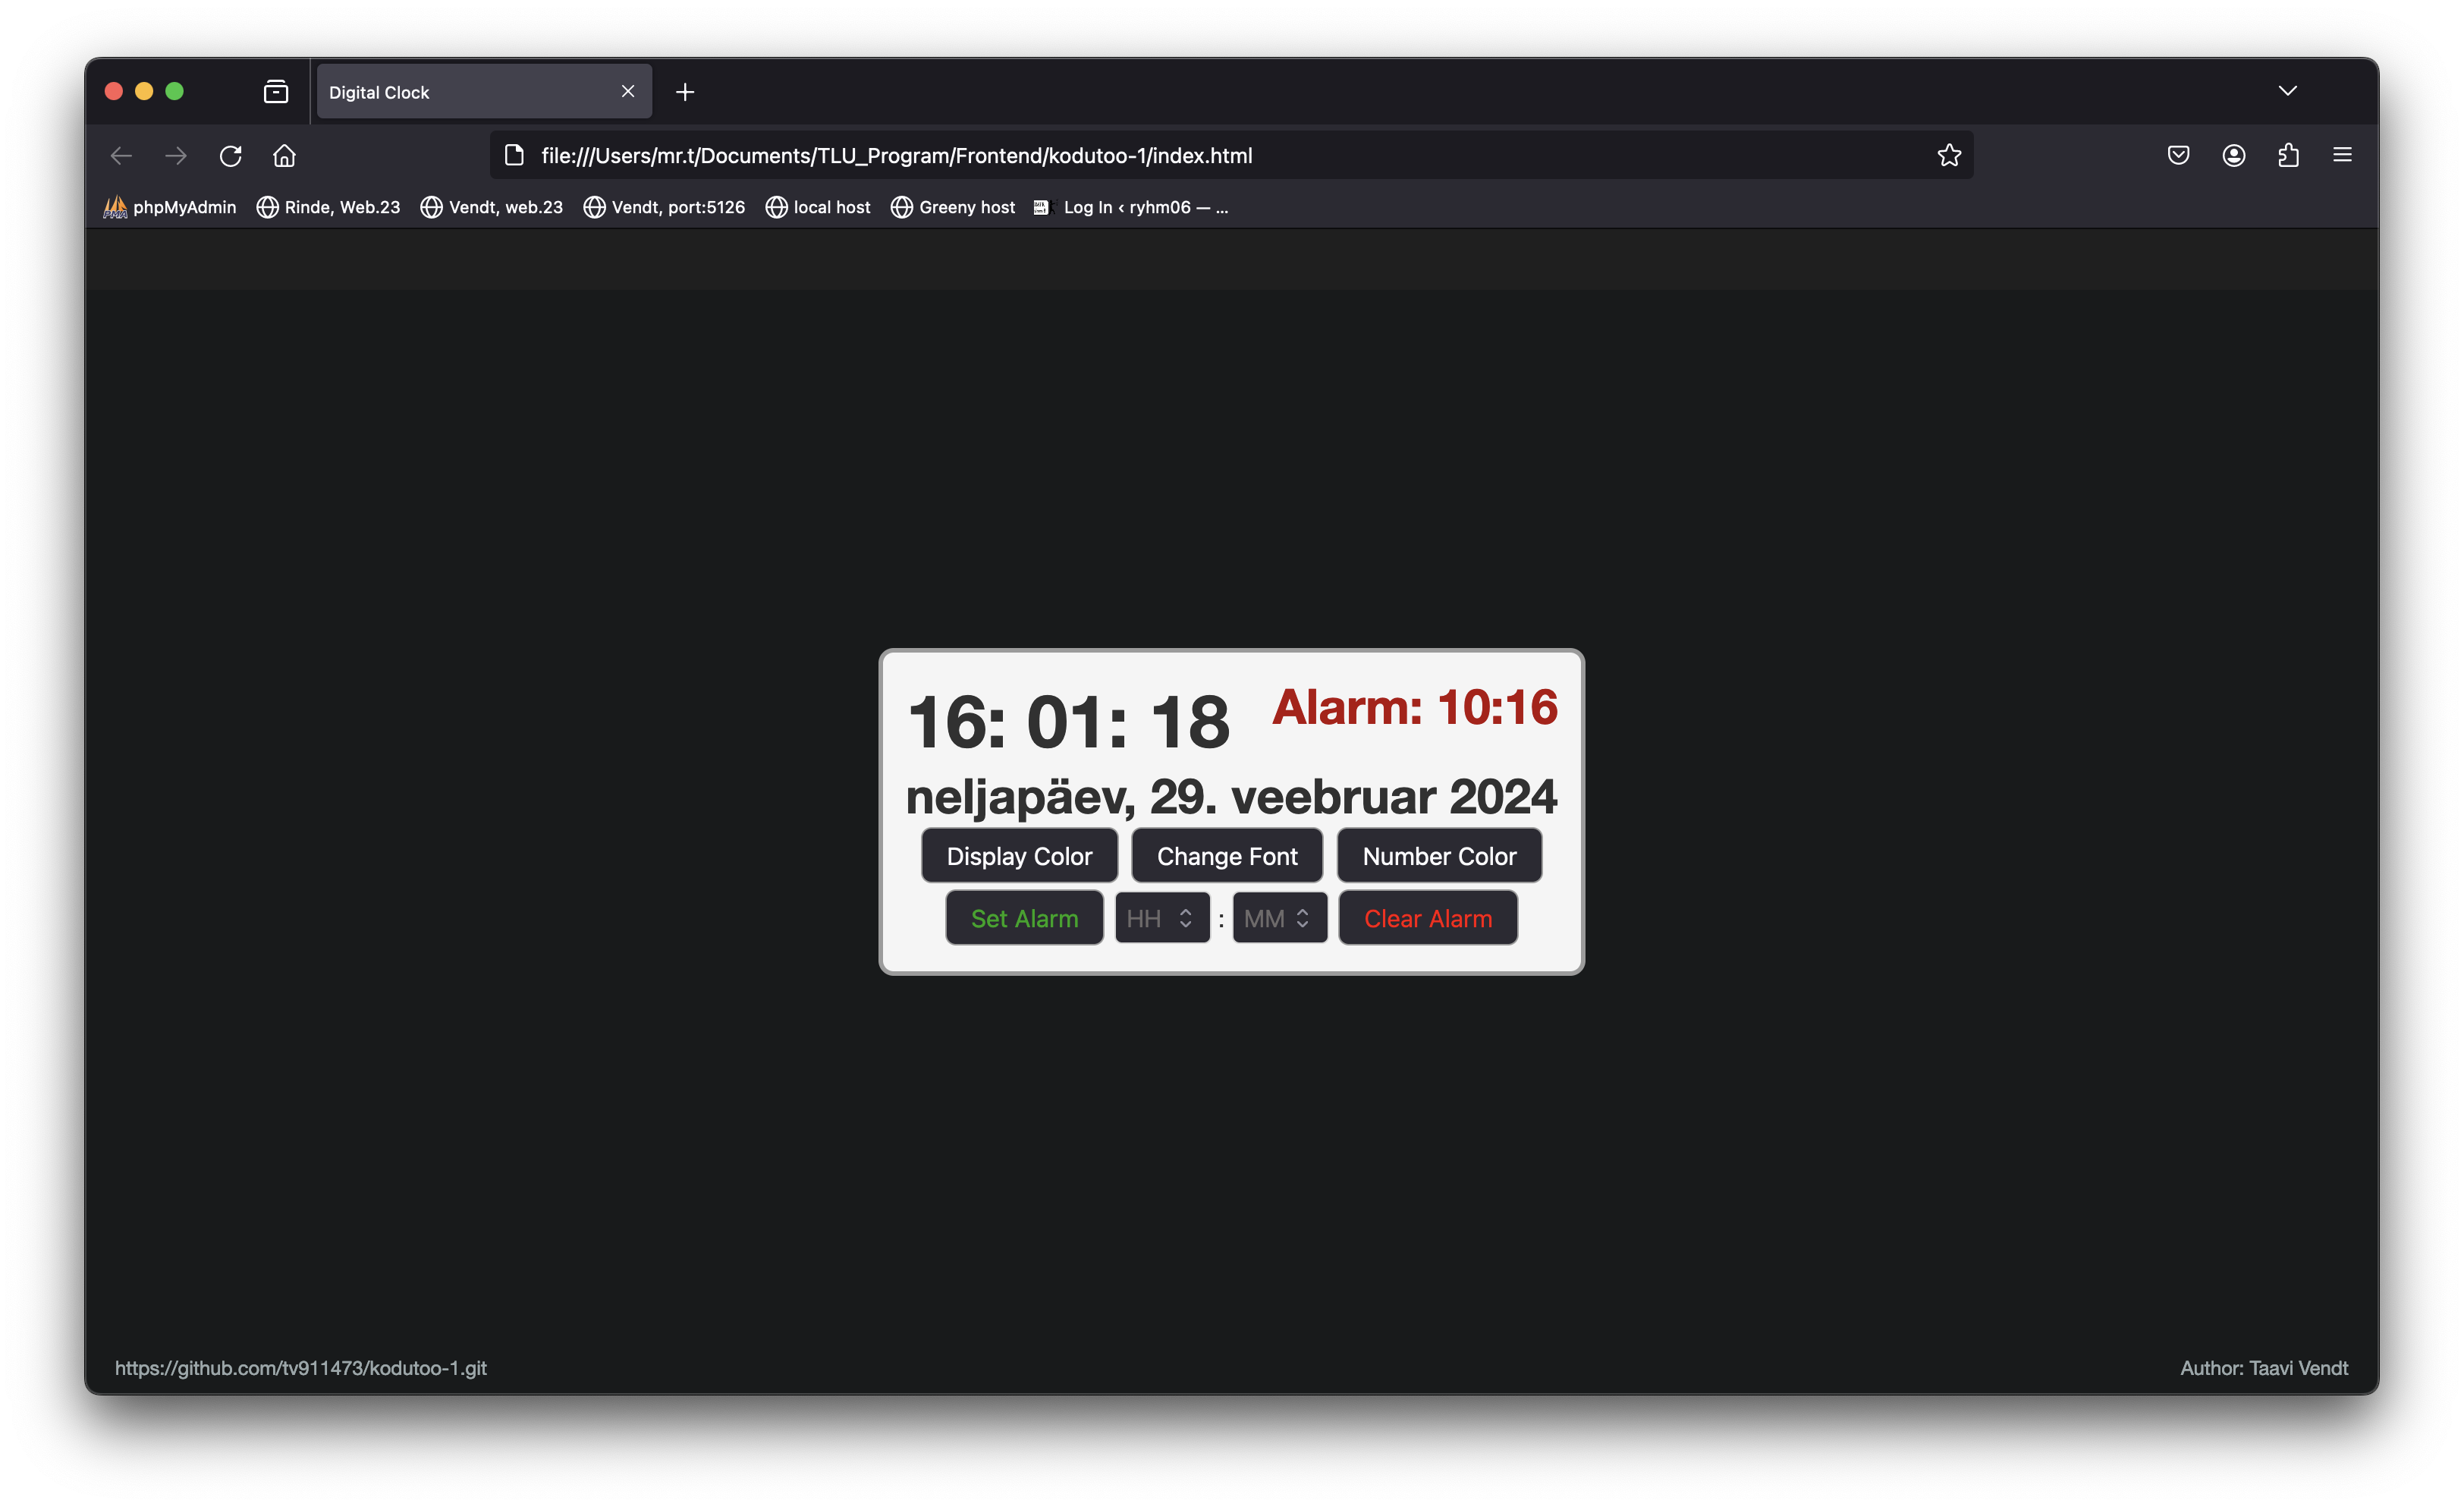 Digital Clock
file:///Users/mr.t/Documents/TLU_Program/Frontend/kodutoo-1/index.html
phpMyAdmin Rinde, Web.23 Vendt, web.23 Vendt, port:5126 local host Greeny host Log In ‹ ryhm06 — ...
16: 01: 18 Alarm: 10:16
neljapäev, 29. veebruar 2024
Display Color Change Font Number Color
Set Alarm HH : MM Clear Alarm
https://github.com/tv911473/kodutoo-1.git Author: Taavi Vendt